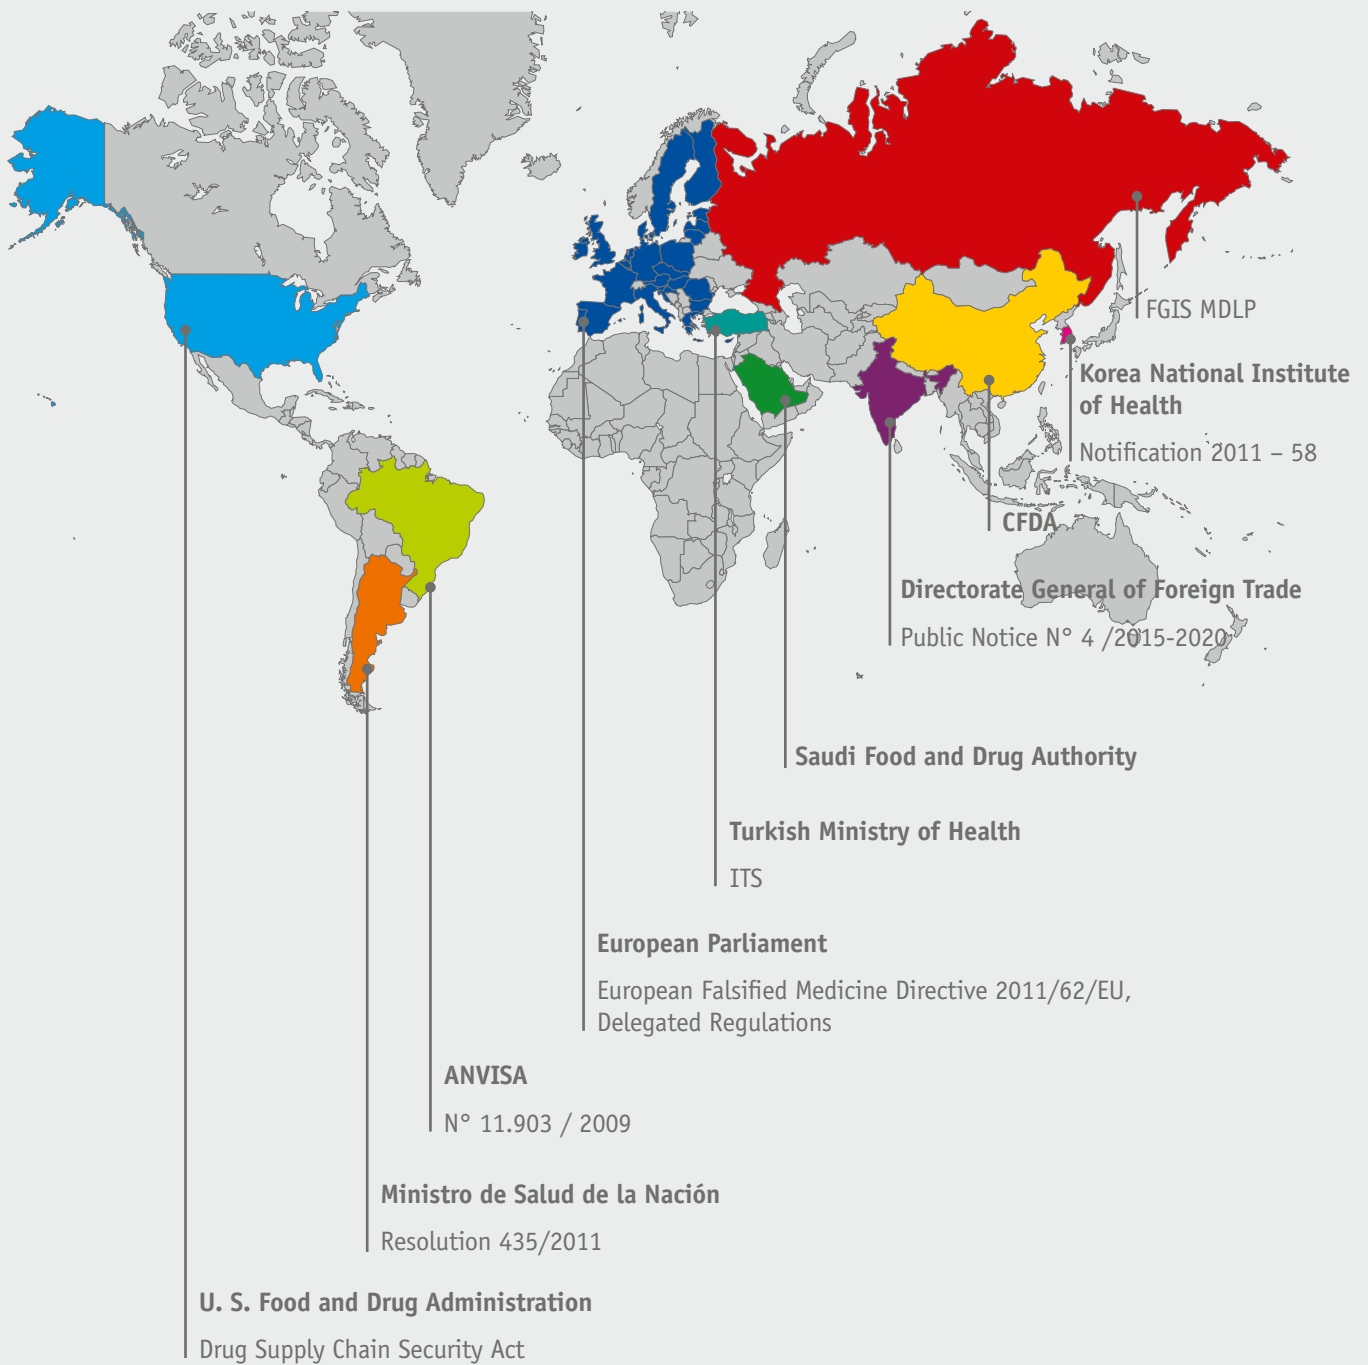 FGIS MDLP
Korea National Institute
of Health
Notification 2011 – 58
CFDA
Directorate General of Foreign Trade
Public Notice N° 4 /2015-2020
Saudi Food and Drug Authority
Turkish Ministry of Health
ITS
European Parliament
European Falsified Medicine Directive 2011/62/EU,
Delegated Regulations
ANVISA
N° 11.903 / 2009
Ministro de Salud de la Nación
Resolution 435/2011
U. S. Food and Drug Administration
Drug Supply Chain Security Act